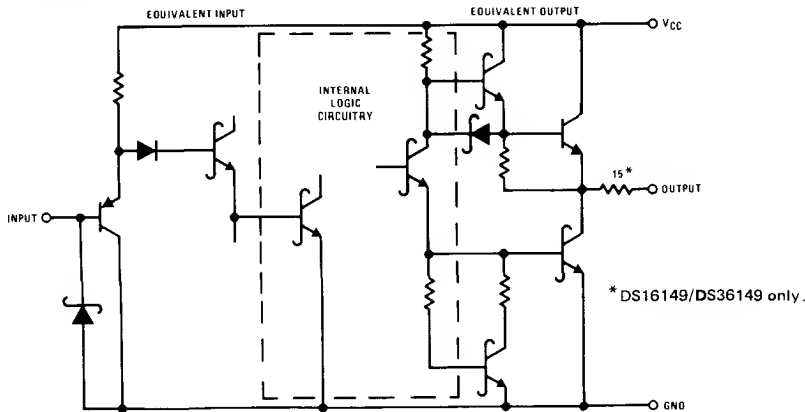 EQUIVALENT INPUT
EQUIVALENT OUTPUT
VCC
INTERNAL
LOGIC
CIRCUITRY
15*
OUTPUT
INPUT
*DS16149/DS36149 only.
GND